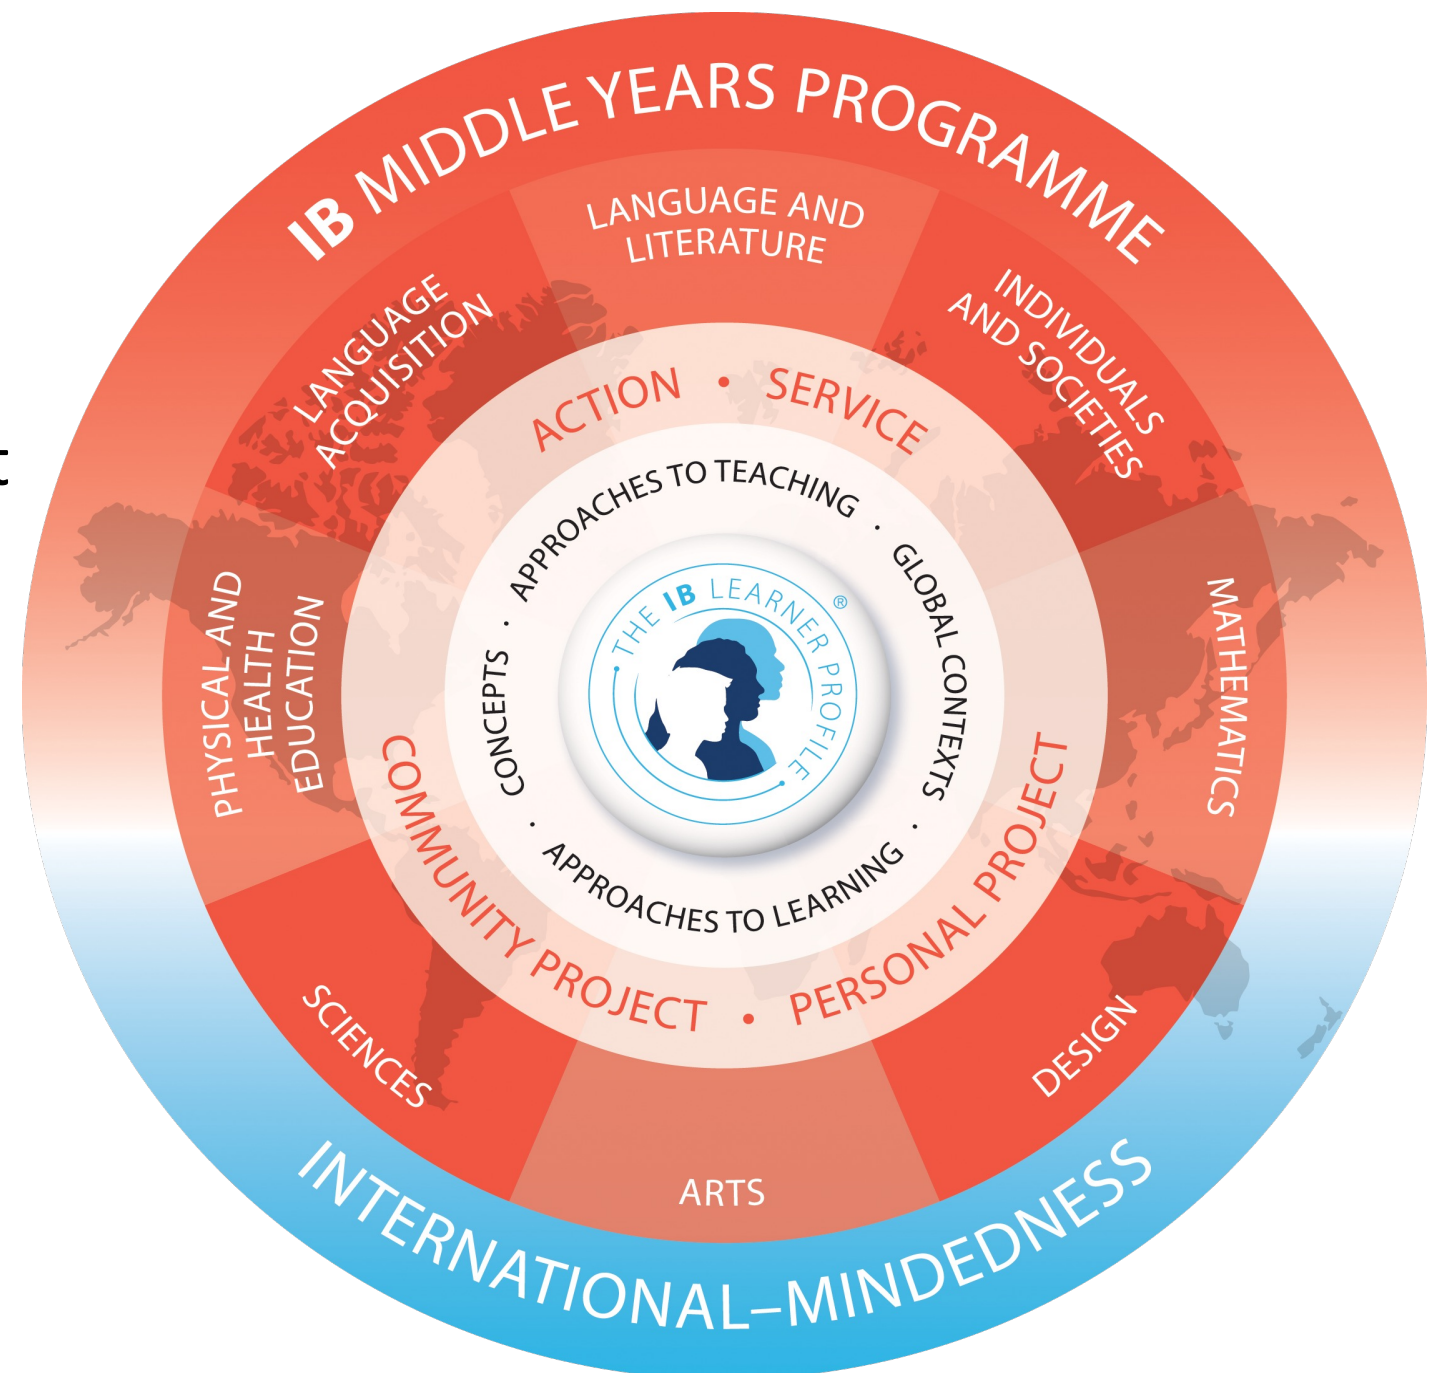 IB MIDDLE YEARS PROGRAMME
LANGUAGE AND
LITERATURE
INDIVIDUALS
AND SOCIETIES
MATHEMATICS
DESIGN
ARTS
SCIENCES
PHYSICAL AND
HEALTH
EDUCATION
LANGUAGE
ACQUISITION
ACTION • SERVICE
PERSONAL PROJECT
•
COMMUNITY PROJECT
APPROACHES TO TEACHING ·
GLOBAL CONTEXTS ·
APPROACHES TO LEARNING ·
CONCEPTS ·
THE IB LEARNER PROFILE ®
INTERNATIONAL–MINDEDNESS
t